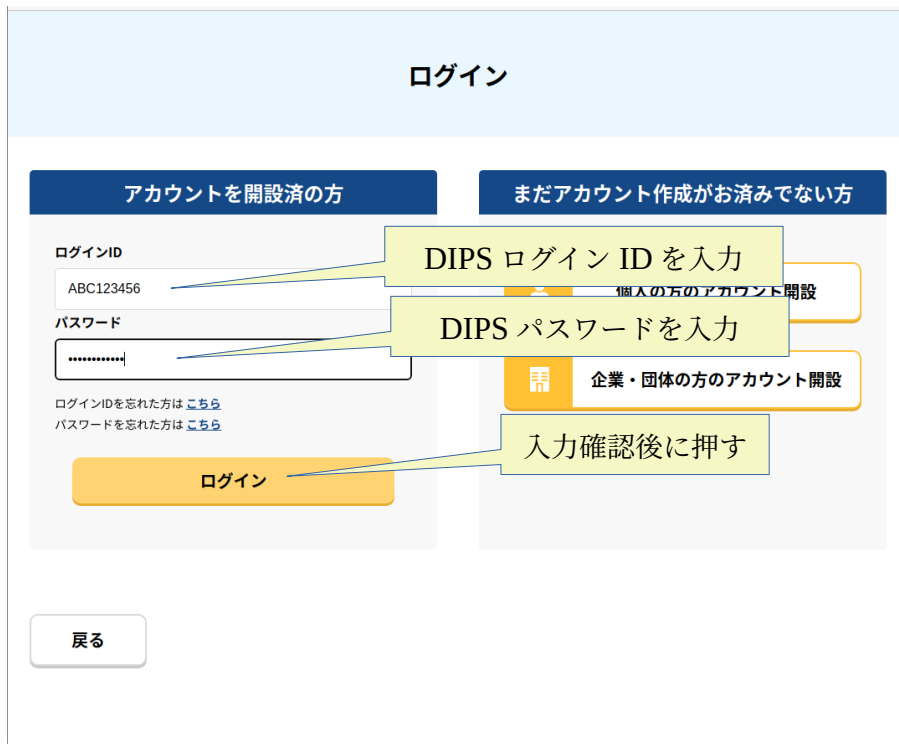 ログイン
アカウントを開設済の方
ログインID
ABC123456
パスワード
••••••••••••
ログインIDを忘れた方は こちら
パスワードを忘れた方は こちら
ログイン
まだアカウント作成がお済みでない方
個人の方のアカウント開設
企業・団体の方のアカウント開設
DIPS ログイン ID を入力
DIPS パスワードを入力
入力確認後に押す
戻る